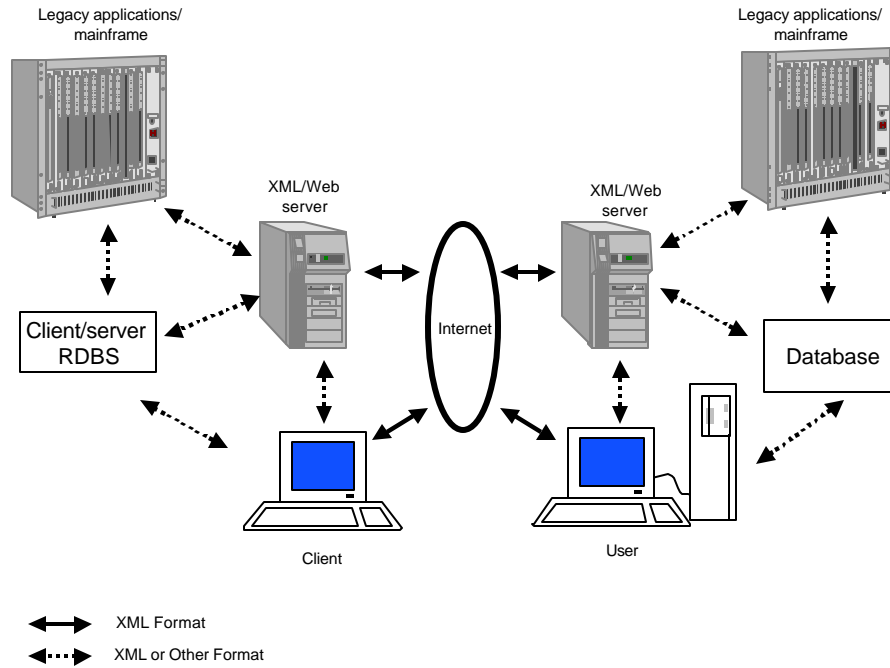 Legacy applications/
mainframe
Legacy applications/
mainframe
XML/Web
server
XML/Web
server
Internet
Client/server
RDBS
Database
Client
User
XML Format
XML or Other Format